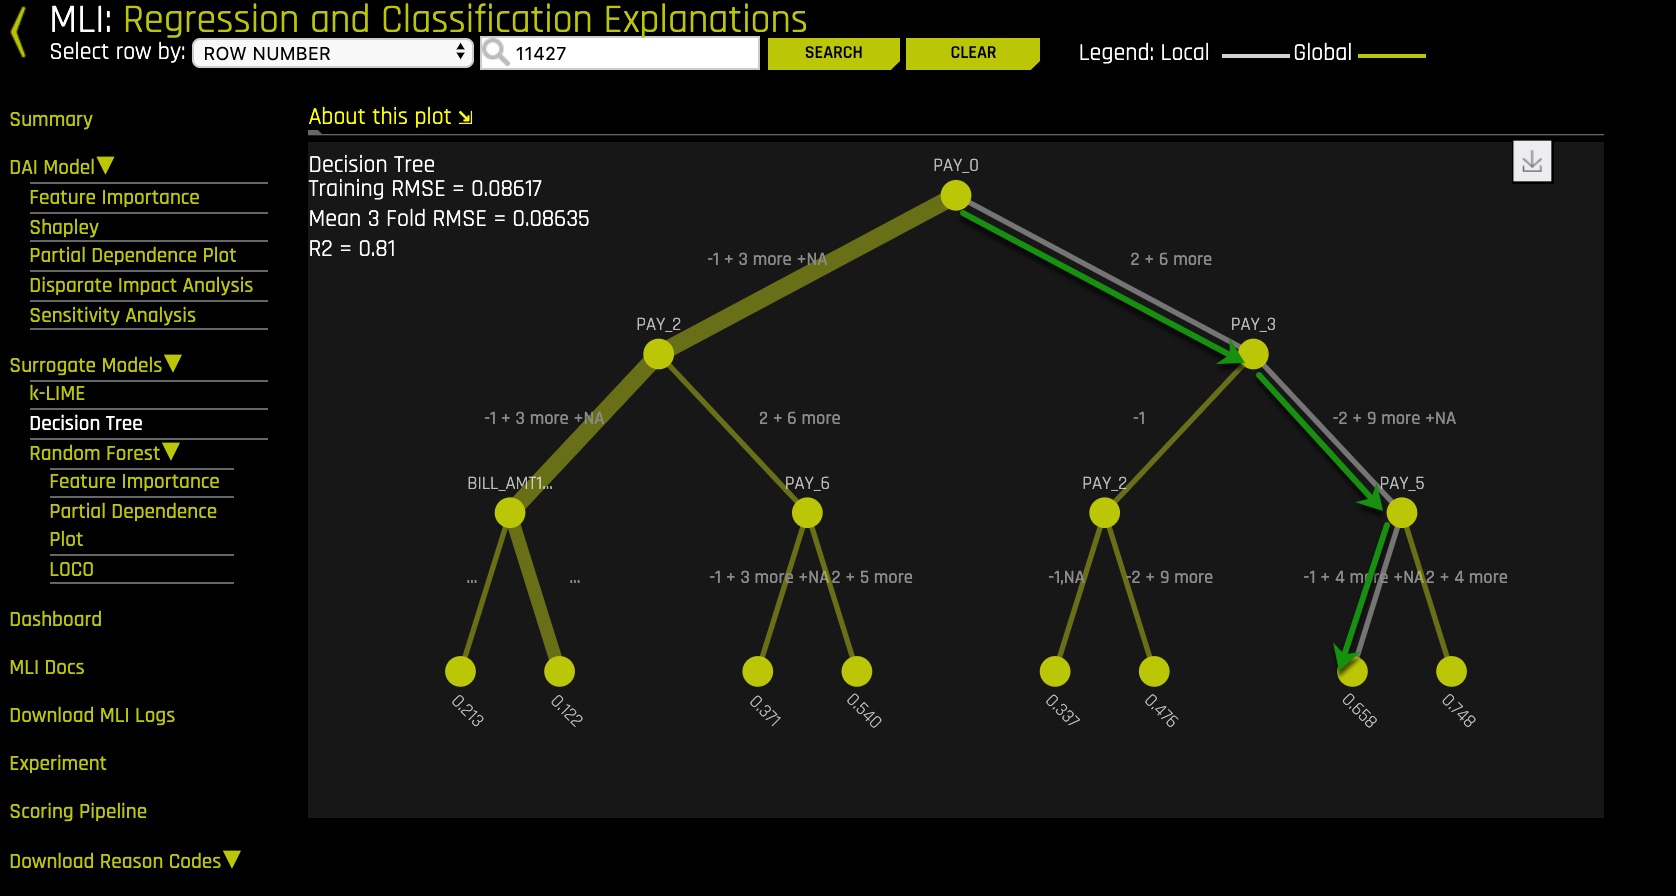 MLI: Regression and Classification Explanations
Select row by: ROW NUMBER 11427 SEARCH CLEAR Legend: Local Global
Summary
DAI Model
Feature Importance
Shapley
Partial Dependence Plot
Disparate Impact Analysis
Sensitivity Analysis
Surrogate Models
k-LIME
Decision Tree
Random Forest
Feature Importance
Partial Dependence
Plot
LOCO
Dashboard
MLI Docs
Download MLI Logs
Experiment
Scoring Pipeline
Download Reason Codes
About this plot
Decision Tree
Training RMSE = 0.08617
Mean 3 Fold RMSE = 0.08635
R2 = 0.81
PAY_0
-1 + 3 more +NA 2 + 6 more
PAY_2 PAY_3
-1 + 3 more +NA 2 + 6 more -1 -2 + 9 more +NA
BILL_AMT1... PAY_6 PAY_2 PAY_5
... ... -1 + 3 more +NA 2 + 5 more -1,NA -2 + 9 more -1 + 4 more +NA 2 + 4 more
0.213 0.122 0.371 0.540 0.337 0.476 0.658 0.748